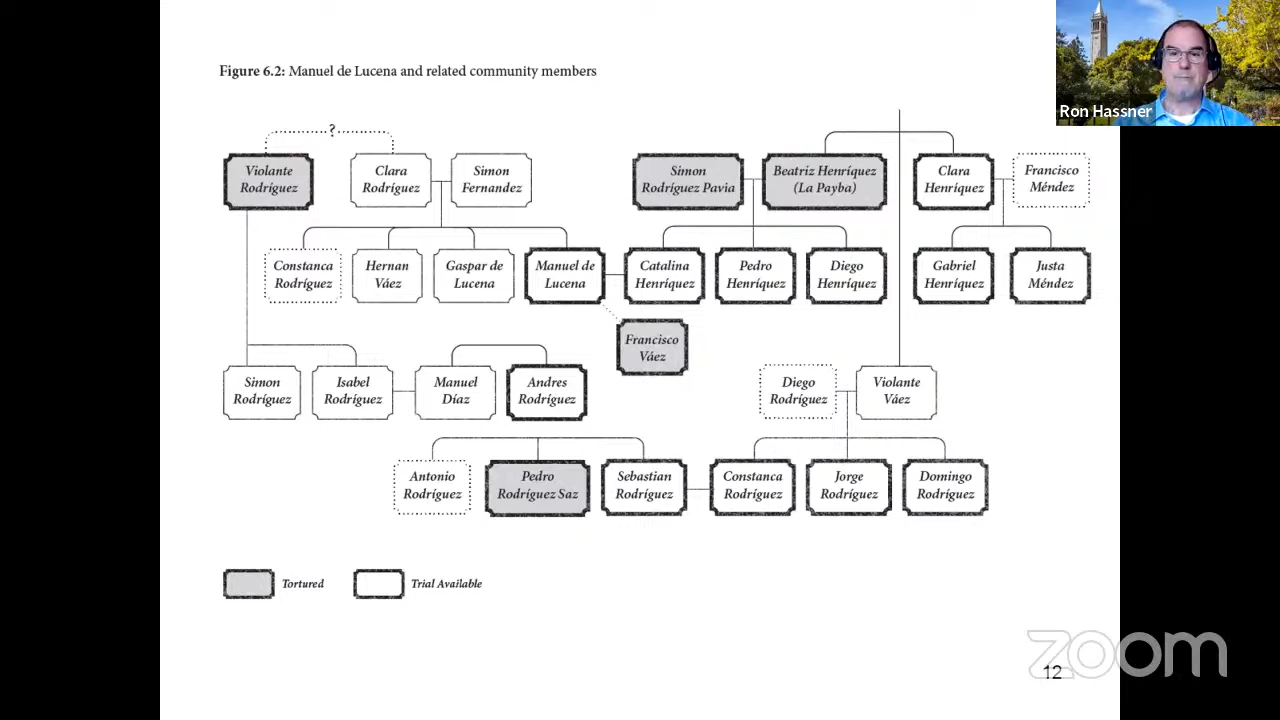 Ron Hassner
Figure 6.2: Manuel de Lucena and related community members
?
Violante
Rodríguez
Clara
Rodríguez
Simon
Fernandez
Simon
Rodríguez Pavia
Beatriz Henríquez
(La Payba)
Clara
Henríquez
Francisco
Méndez
Constanca
Rodríguez
Hernan
Váez
Gaspar de
Lucena
Manuel de
Lucena
Catalina
Henríquez
Pedro
Henríquez
Diego
Henríquez
Gabriel
Henríquez
Justa
Méndez
Francisco
Váez
Simon
Rodríguez
Isabel
Rodríguez
Manuel
Díaz
Andres
Rodríguez
Diego
Rodríguez
Violante
Váez
Antonio
Rodríguez
Pedro
Rodríguez Saz
Sebastian
Rodríguez
Constanca
Rodríguez
Jorge
Rodríguez
Domingo
Rodríguez
Tortured
Trial Available
zoom
12